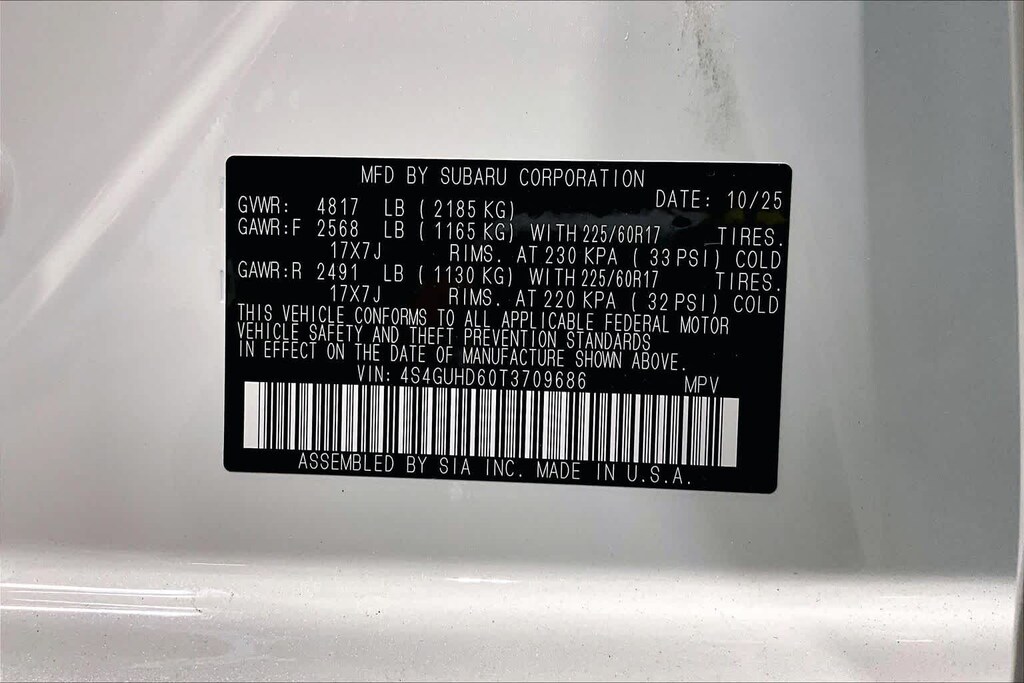 MFD BY SUBARU CORPORATION
DATE: 10/25
GVWR: 4817 LB ( 2185 KG)
GAWR:F 2568 LB ( 1165 KG) WITH 225/60R17 TIRES.
17X7J RIMS. AT 230 KPA ( 33 PSI) COLD
GAWR:R 2491 LB ( 1130 KG) WITH 225/60R17 TIRES.
17X7J RIMS. AT 220 KPA ( 32 PSI) COLD
THIS VEHICLE CONFORMS TO ALL APPLICABLE FEDERAL MOTOR
VEHICLE SAFETY AND THEFT PREVENTION STANDARDS
IN EFFECT ON THE DATE OF MANUFACTURE SHOWN ABOVE.
VIN: 4S4GUHD60T3709686 MPV
ASSEMBLED BY SIA INC. MADE IN U.S.A.